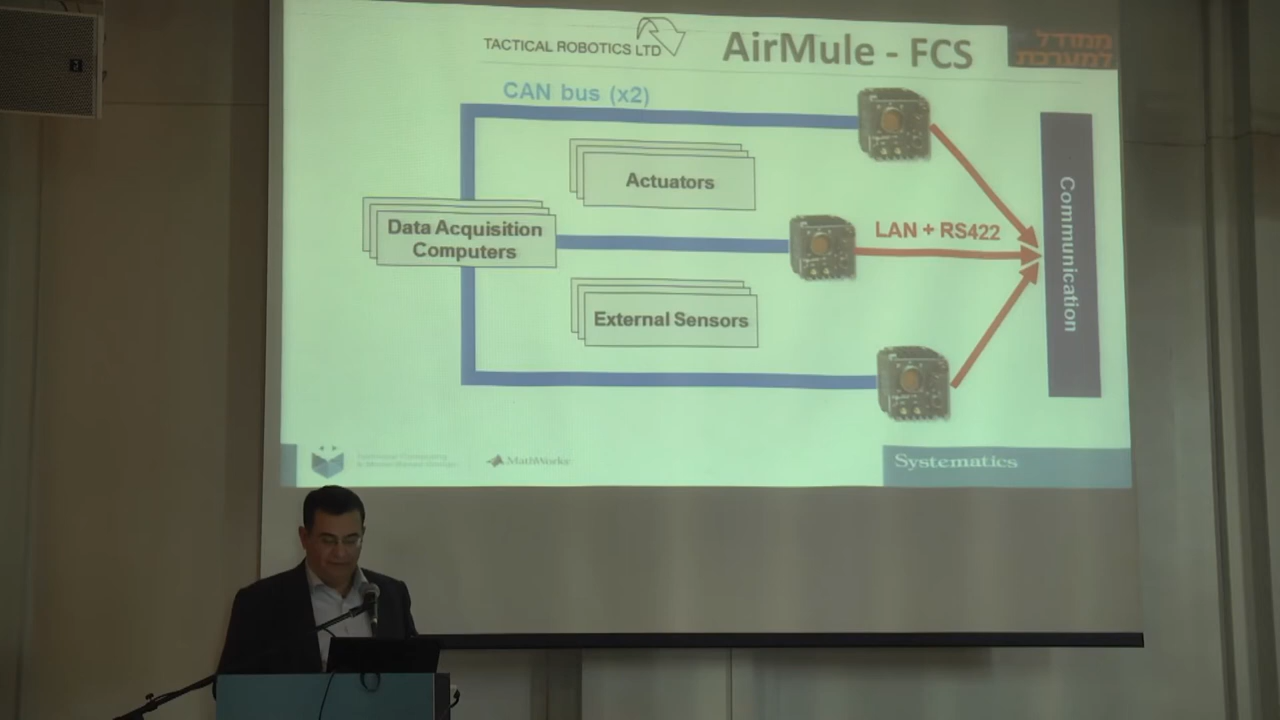 TACTICAL ROBOTICS LTD
AirMule - FCS
ממודל
למערכת
CAN bus (x2)
Actuators
Data Acquisition
Computers
LAN + RS422
External Sensors
Communication
MathWorks
Systematics